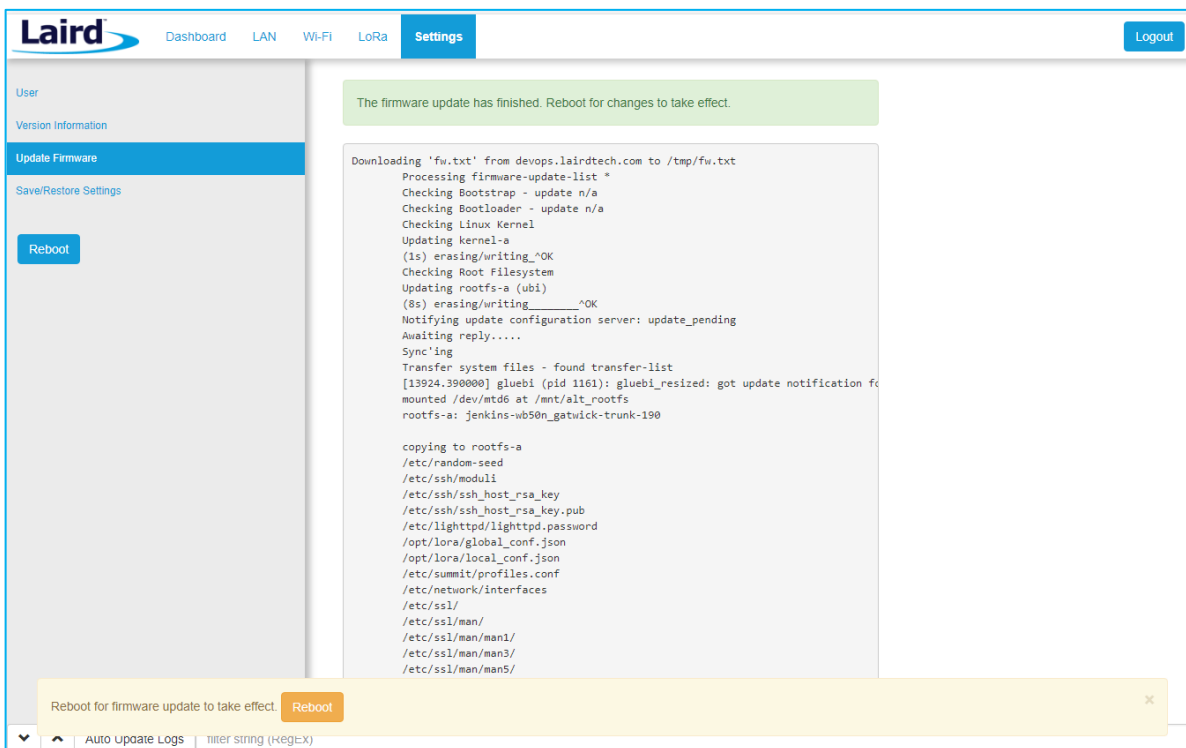 Laird
Dashboard LAN Wi-Fi LoRa Settings Logout
User
Version Information
Update Firmware
Save/Restore Settings
Reboot
The firmware update has finished. Reboot for changes to take effect.
Downloading 'fw.txt' from devops.lairdtech.com to /tmp/fw.txt
Processing firmware-update-list *
Checking Bootstrap - update n/a
Checking Bootloader - update n/a
Checking Linux Kernel
Updating kernel-a
(1s) erasing/writing_^OK
Checking Root Filesystem
Updating rootfs-a (ubi)
(8s) erasing/writing________^OK
Notifying update configuration server: update_pending
Awaiting reply.....
Sync'ing
Transfer system files - found transfer-list
[13924.390000] gluebi (pid 1161): gluebi_resized: got update notification fo
mounted /dev/mtd6 at /mnt/alt_rootfs
rootfs-a: jenkins-wb50n_gatwick-trunk-190
copying to rootfs-a
/etc/random-seed
/etc/ssh/moduli
/etc/ssh/ssh_host_rsa_key
/etc/ssh/ssh_host_rsa_key.pub
/etc/lighttpd/lighttpd.password
/opt/lora/global_conf.json
/opt/lora/local_conf.json
/etc/summit/profiles.conf
/etc/network/interfaces
/etc/ssl/
/etc/ssl/man/
/etc/ssl/man/man1/
/etc/ssl/man/man3/
/etc/ssl/man/man5/
Reboot for firmware update to take effect. Reboot ×
Auto Update Logs filter string (RegEx)